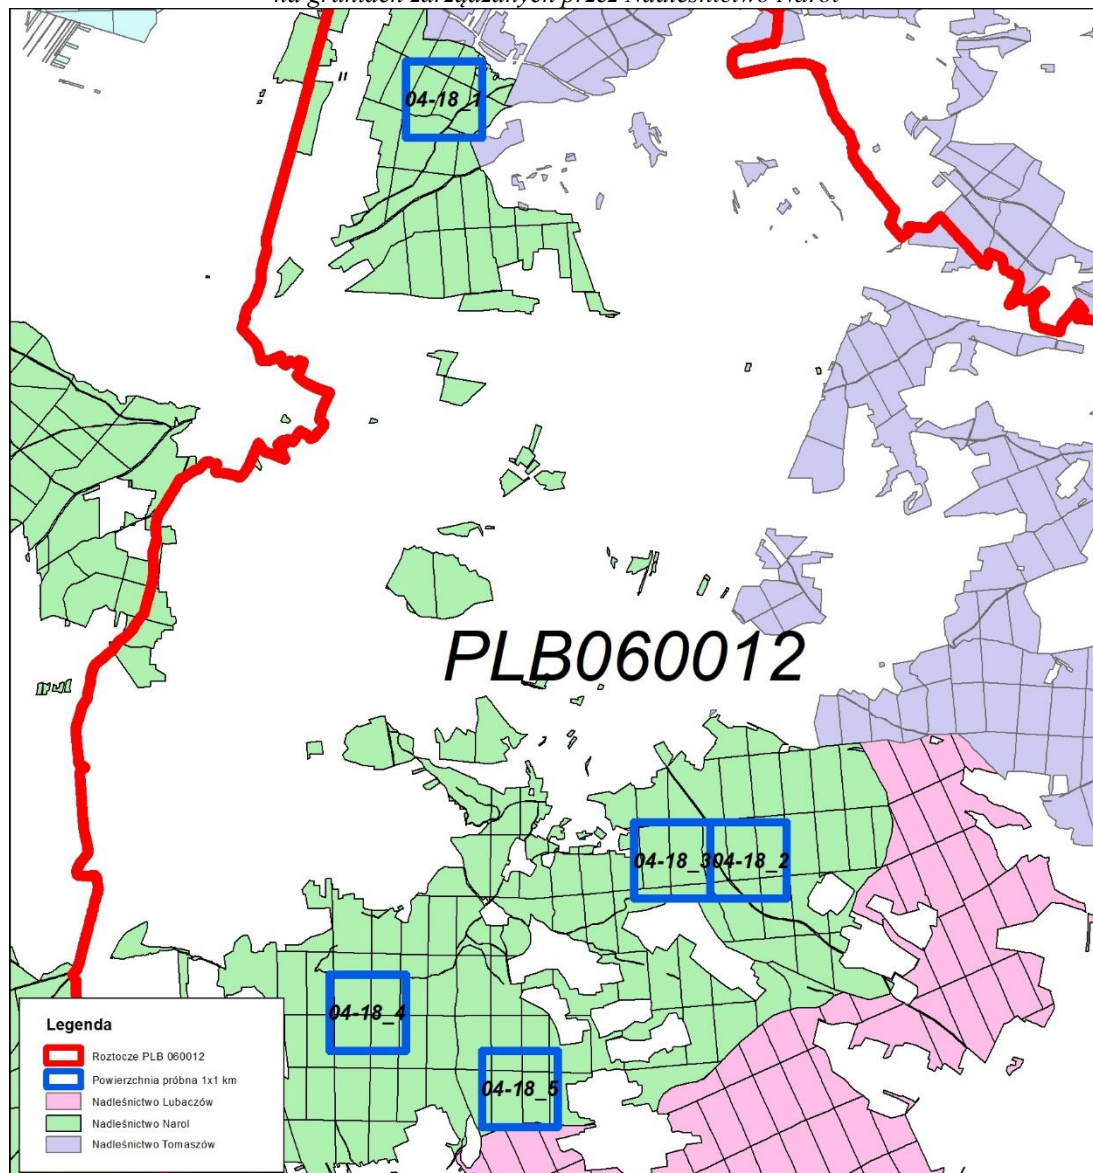 na gruntach zarządzanych przez Nadleśnictwo Narol
04-18_1
PLB060012
04-18_3
04-18_2
04-18_4
04-18_5
Legenda
Roztocze PLB 060012
Powierzchnia próbna 1x1 km
Nadleśnictwo Lubaczów
Nadleśnictwo Narol
Nadleśnictwo Tomaszów